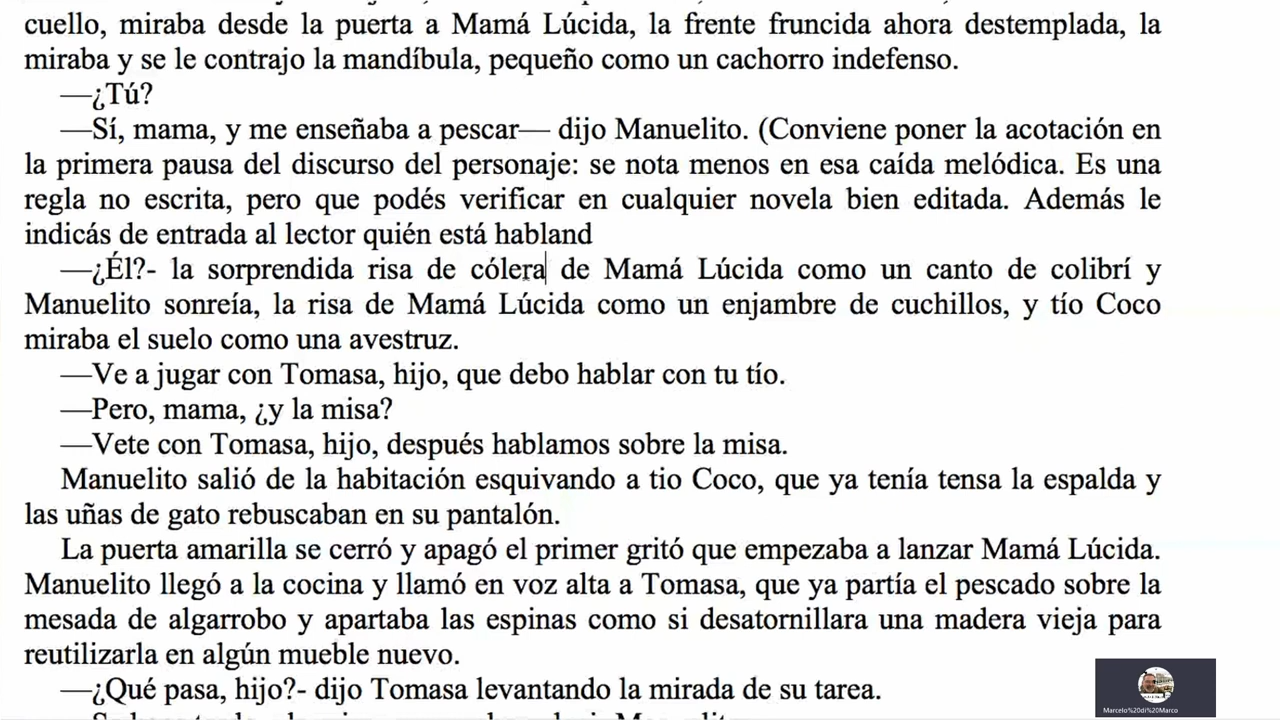 cuello, miraba desde la puerta a Mamá Lúcida, la frente fruncida ahora destemplada, la
miraba y se le contrajo la mandíbula, pequeño como un cachorro indefenso.
—¿Tú?
—Sí, mama, y me enseñaba a pescar— dijo Manuelito. (Conviene poner la acotación en
la primera pausa del discurso del personaje: se nota menos en esa caída melódica. Es una
regla no escrita, pero que podés verificar en cualquier novela bien editada. Además le
indicás de entrada al lector quién está habland
—¿Él?- la sorprendida risa de cólera de Mamá Lúcida como un canto de colibrí y
Manuelito sonreía, la risa de Mamá Lúcida como un enjambre de cuchillos, y tío Coco
miraba el suelo como una avestruz.
—Ve a jugar con Tomasa, hijo, que debo hablar con tu tío.
—Pero, mama, ¿y la misa?
—Vete con Tomasa, hijo, después hablamos sobre la misa.
Manuelito salió de la habitación esquivando a tio Coco, que ya tenía tensa la espalda y
las uñas de gato rebuscaban en su pantalón.
La puerta amarilla se cerró y apagó el primer gritó que empezaba a lanzar Mamá Lúcida.
Manuelito llegó a la cocina y llamó en voz alta a Tomasa, que ya partía el pescado sobre la
mesada de algarrobo y apartaba las espinas como si desatornillara una madera vieja para
reutilizarla en algún mueble nuevo.
—¿Qué pasa, hijo?- dijo Tomasa levantando la mirada de su tarea.
Marcelo%20di%20Marco